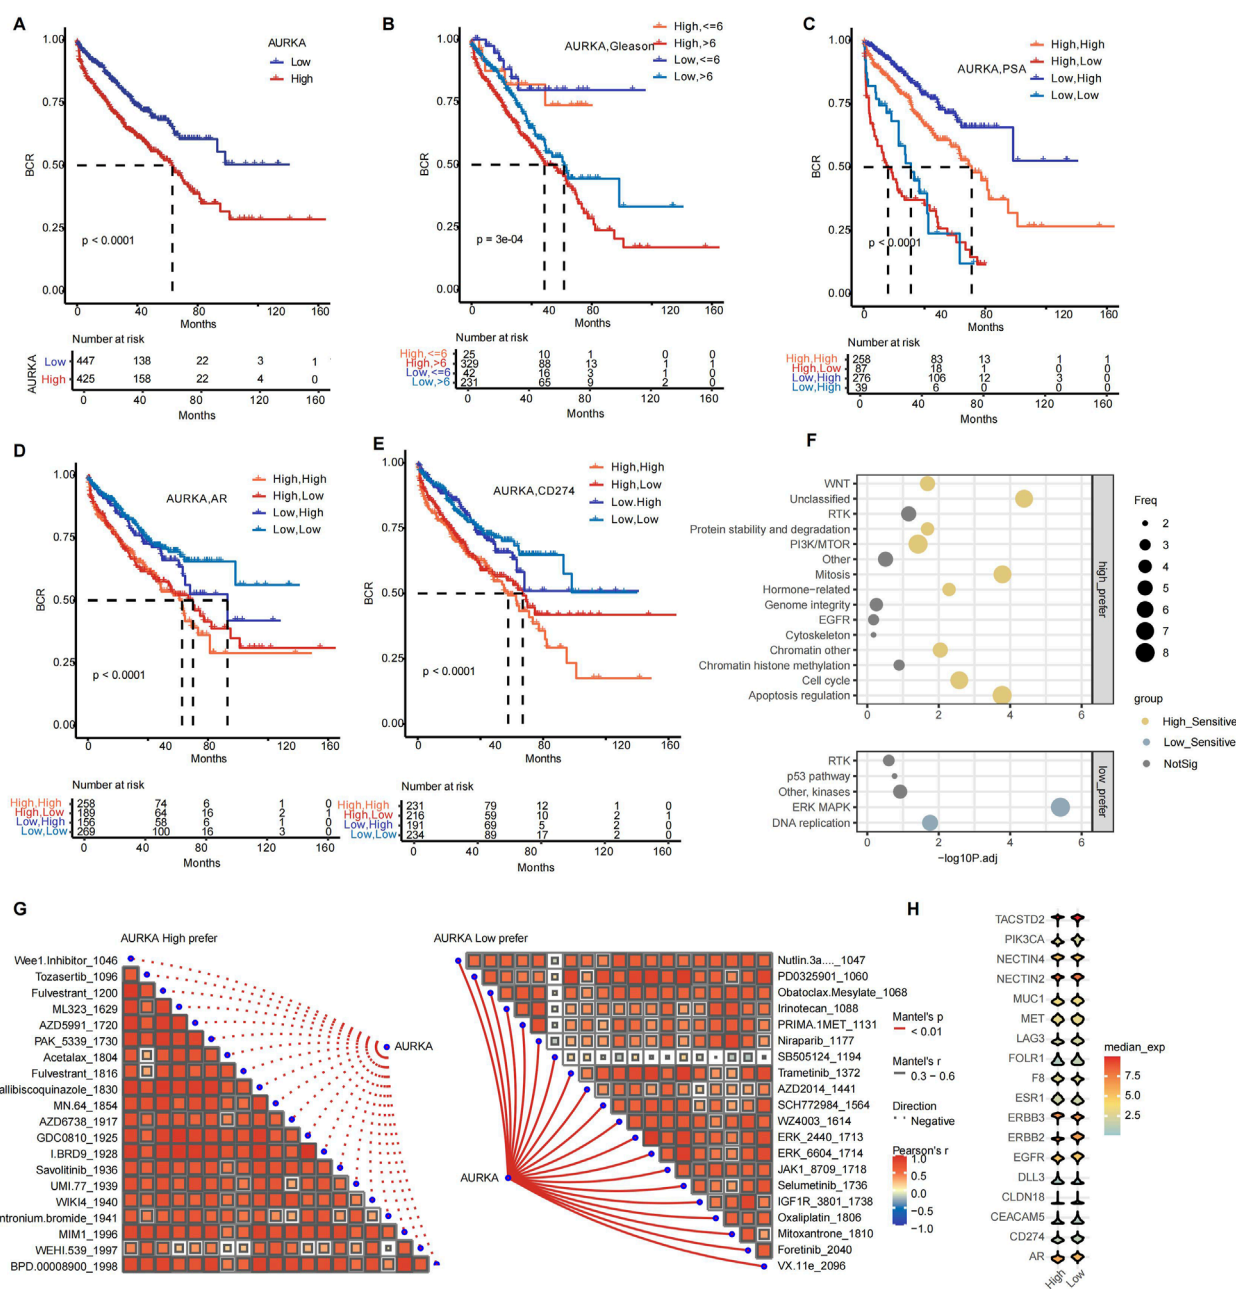 A
AURKA
Low
High
1.00
0.75
0.50
0.25
0.00
BCR
p < 0.0001
0 40 80 120 160
Months
Number at risk
AURKA
Low 447 138 22 3 1
High 425 158 22 4 0
0 40 80 120 160
Months
B
AURKA,Gleason
High,<=6
High,>6
Low,<=6
Low,>6
1.00
0.75
0.50
0.25
0.00
BCR
p = 3e-04
0 40 80 120 160
Months
Number at risk
High,<=6 25 10 1 0 0
High,>6 329 88 13 1 1
Low,<=6 42 16 3 1 0
Low,>6 231 65 9 2 0
0 40 80 120 160
Months
C
AURKA,PSA
High,High
High,Low
Low,High
Low,Low
1.00
0.75
0.50
0.25
0.00
BCR
p < 0.0001
0 40 80 120 160
Months
Number at risk
High,High 258 83 13 1 1
High,Low 87 18 1 0 0
Low,High 276 106 12 3 0
Low,High 39 6 0 0 0
0 40 80 120 160
Months
D
AURKA,AR
High,High
High,Low
Low,High
Low,Low
1.00
0.75
0.50
0.25
0.00
BCR
p < 0.0001
0 40 80 120 160
Months
Number at risk
High,High 258 74 6 1 0
High,Low 189 64 16 2 1
Low,High 156 58 6 1 0
Low,Low 269 100 16 3 0
0 40 80 120 160
Months
E
AURKA,CD274
High,High
High,Low
Low.High
Low,Low
1.00
0.75
0.50
0.25
0.00
BCR
p < 0.0001
0 40 80 120 160
Months
Number at risk
High,High 231 79 12 1 0
High,Low 216 59 10 2 1
Low,High 191 69 5 2 0
Low,Low 234 89 17 2 0
0 40 80 120 160
Months
F
WNT
Unclassified
RTK
Protein stability and degradation
PI3K/MTOR
Other
Mitosis
Hormone-related
Genome integrity
EGFR
Cytoskeleton
Chromatin other
Chromatin histone methylation
Cell cycle
Apoptosis regulation
high_prefer
0 2 4 6
RTK
p53 pathway
Other, kinases
ERK MAPK
DNA replication
low_prefer
0 2 4 6
−log10P.adj
Freq
2
3
4
5
6
7
8
group
High_Sensitive
Low_Sensitive
NotSig
G
AURKA High prefer
Wee1.Inhibitor_1046
Tozasertib_1096
Fulvestrant_1200
ML323_1629
AZD5991_1720
PAK_5339_1730
Acetalax_1804
Fulvestrant_1816
allibiscoquinazole_1830
MN.64_1854
AZD6738_1917
GDC0810_1925
I.BRD9_1928
Savolitinib_1936
UMI.77_1939
WIKI4_1940
ntronium.bromide_1941
MIM1_1996
WEHI.539_1997
BPD.00008900_1998
AURKA
AURKA Low prefer
Nutlin.3a...._1047
PD0325901_1060
Obatoclax.Mesylate_1068
Irinotecan_1088
PRIMA.1MET_1131
Niraparib_1177
SB505124_1194
Trametinib_1372
AZD2014_1441
SCH772984_1564
WZ4003_1614
ERK_2440_1713
ERK_6604_1714
JAK1_8709_1718
Selumetinib_1736
IGF1R_3801_1738
Oxaliplatin_1806
Mitoxantrone_1810
Foretinib_2040
VX.11e_2096
AURKA
Mantel's p
< 0.01
Mantel's r
0.3 − 0.6
Direction
Negative
Pearson's r
1.0
0.5
0.0
−0.5
−1.0
H
TACSTD2
PIK3CA
NECTIN4
NECTIN2
MUC1
MET
LAG3
FOLR1
F8
ESR1
ERBB3
ERBB2
EGFR
DLL3
CLDN18
CEACAM5
CD274
AR
High
Low
median_exp
7.5
5.0
2.5